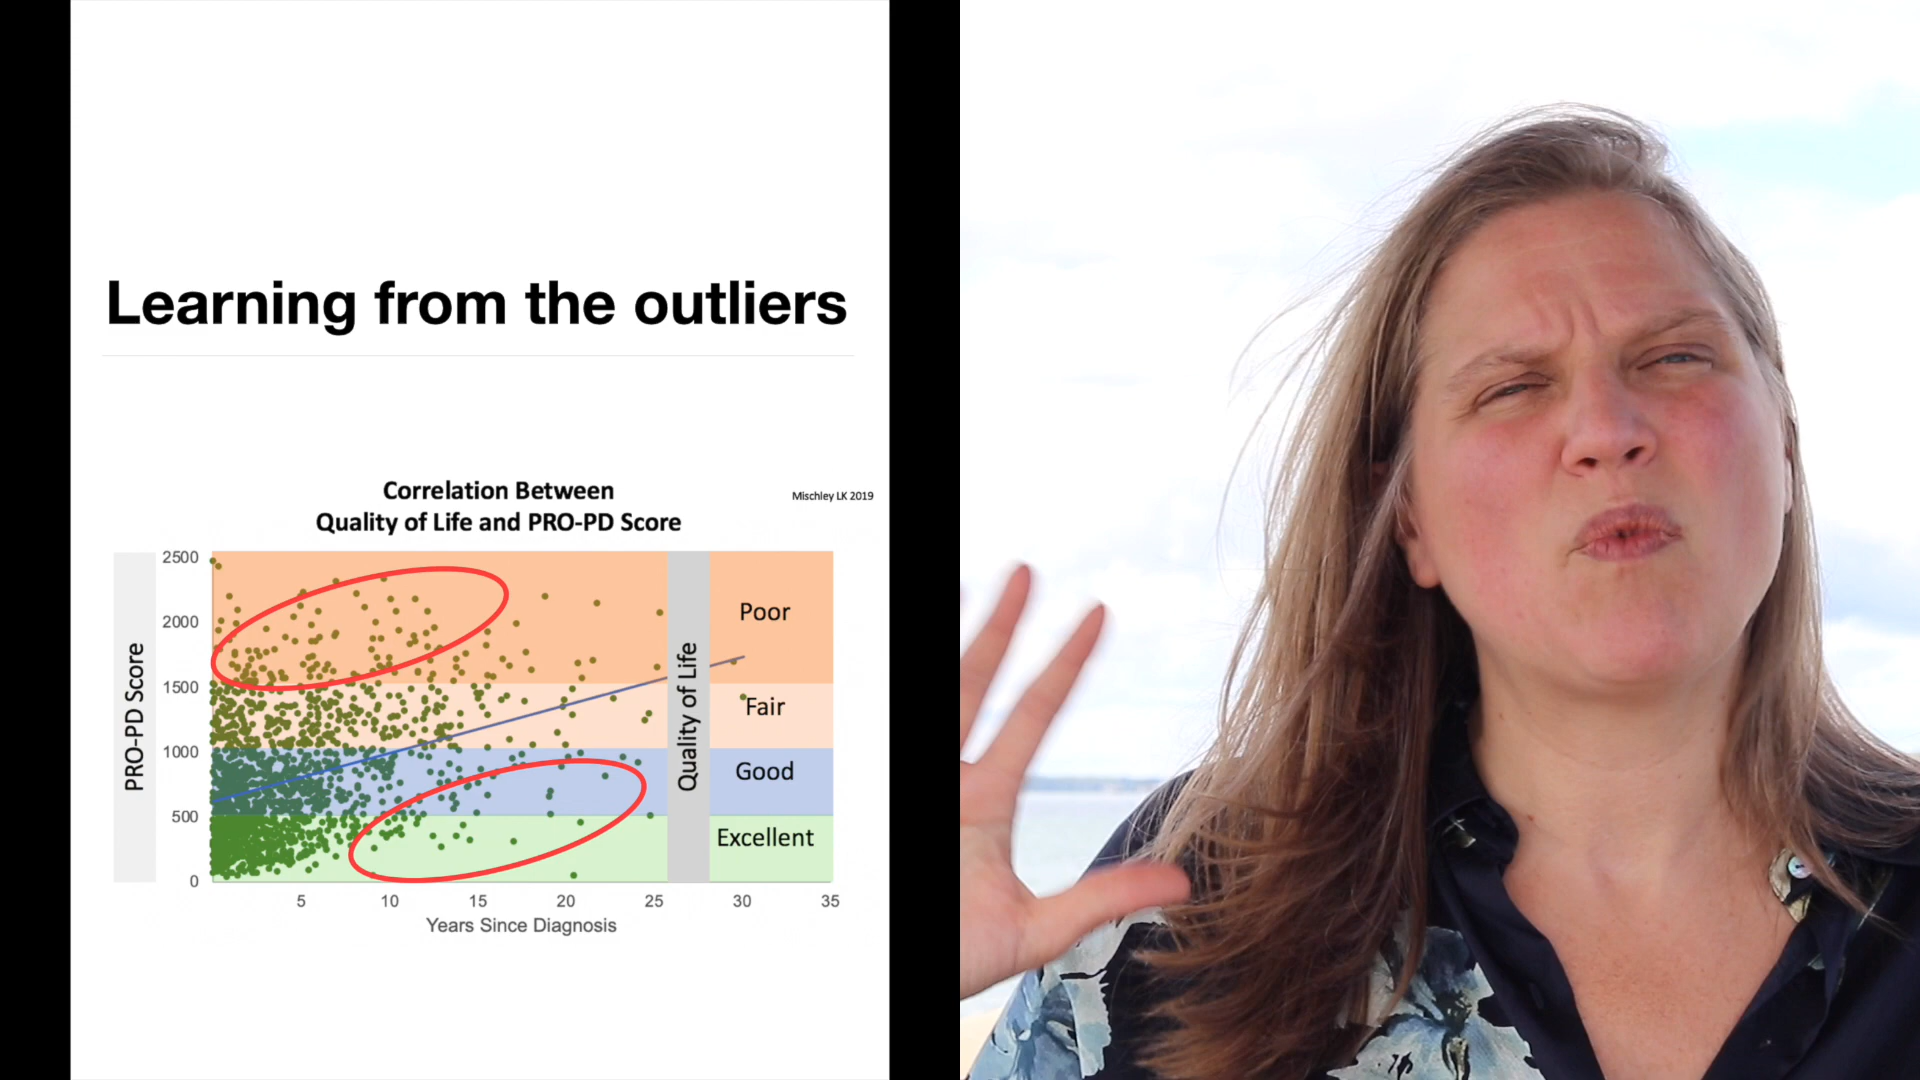 Learning from the outliers
Correlation Between
Quality of Life and PRO-PD Score
Mischley LK 2019
PRO-PD Score
2500
2000
1500
1000
500
0
Quality of Life
Poor
Fair
Good
Excellent
5 10 15 20 25 30 35
Years Since Diagnosis